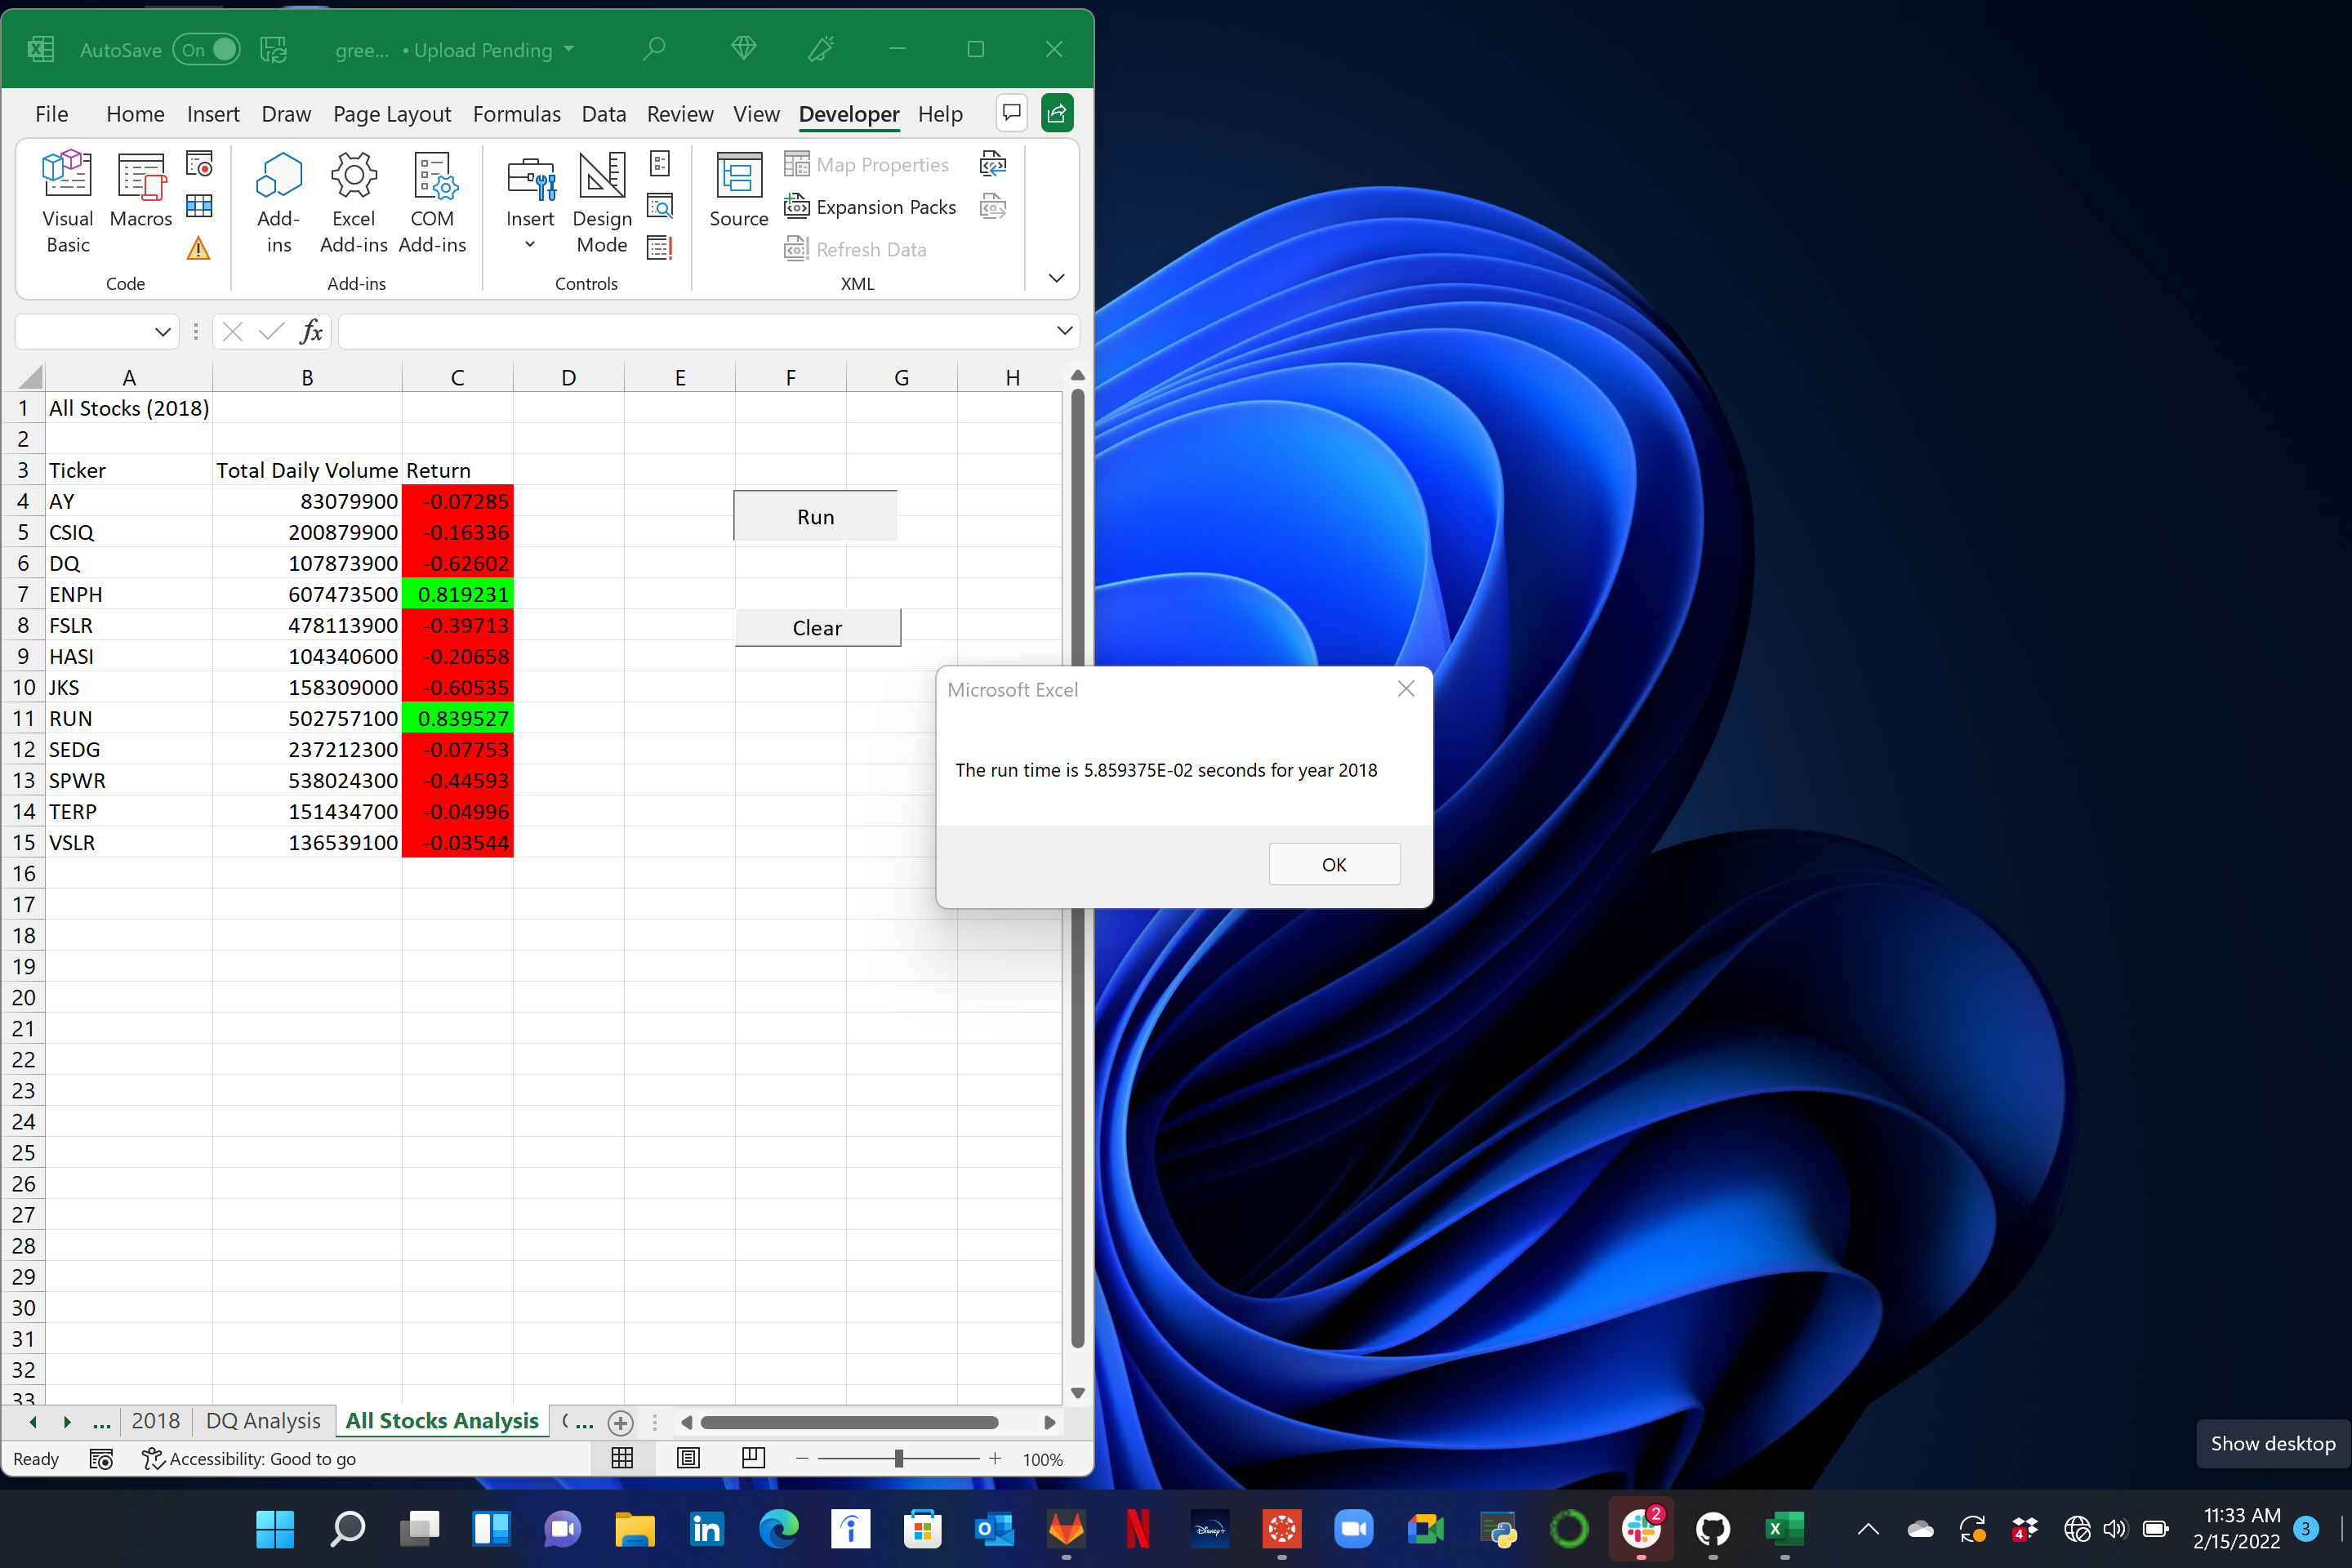 AutoSave On gree... • Upload Pending
File Home Insert Draw Page Layout Formulas Data Review View Developer Help
Visual Basic
Macros
Add-ins
Excel Add-ins
COM Add-ins
Insert
Design Mode
Source
Map Properties
Expansion Packs
Refresh Data
Code Add-ins Controls XML
fx
A B C D E F G H
1 All Stocks (2018)
2
3 Ticker Total Daily Volume Return
4 AY 83079900 -0.07285
5 CSIQ 200879900 -0.16336
6 DQ 107873900 -0.62602
7 ENPH 607473500 0.819231
8 FSLR 478113900 -0.39713
9 HASI 104340600 -0.20658
10 JKS 158309000 -0.60535
11 RUN 502757100 0.839527
12 SEDG 237212300 -0.07753
13 SPWR 538024300 -0.44593
14 TERP 151434700 -0.04996
15 VSLR 136539100 -0.03544
16
17
18
19
20
21
22
23
24
25
26
27
28
29
30
31
32
33
Run
Clear
Microsoft Excel
The run time is 5.859375E-02 seconds for year 2018
OK
... 2018 DQ Analysis All Stocks Analysis ...
Ready Accessibility: Good to go 100%
Show desktop
in
Disney+
2
4
11:33 AM
2/15/2022
3